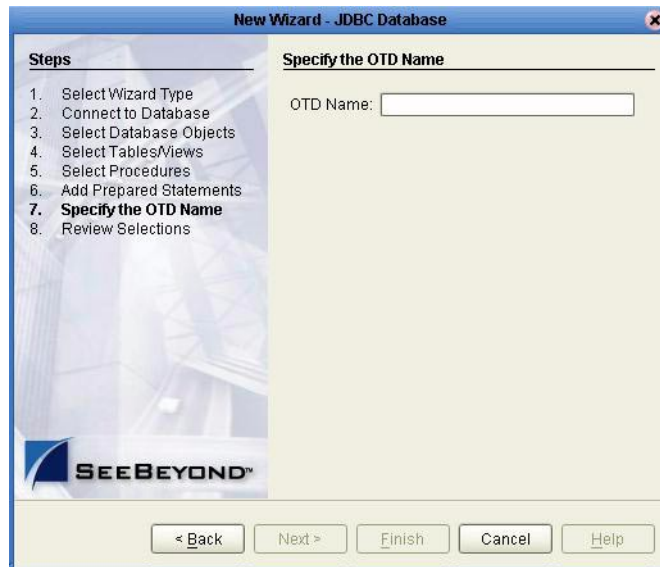 New Wizard - JDBC Database
Steps
1. Select Wizard Type
2. Connect to Database
3. Select Database Objects
4. Select Tables/Views
5. Select Procedures
6. Add Prepared Statements
7. Specify the OTD Name
8. Review Selections
Specify the OTD Name
OTD Name:
SEEBEYOND™
< Back
Next >
Finish
Cancel
Help